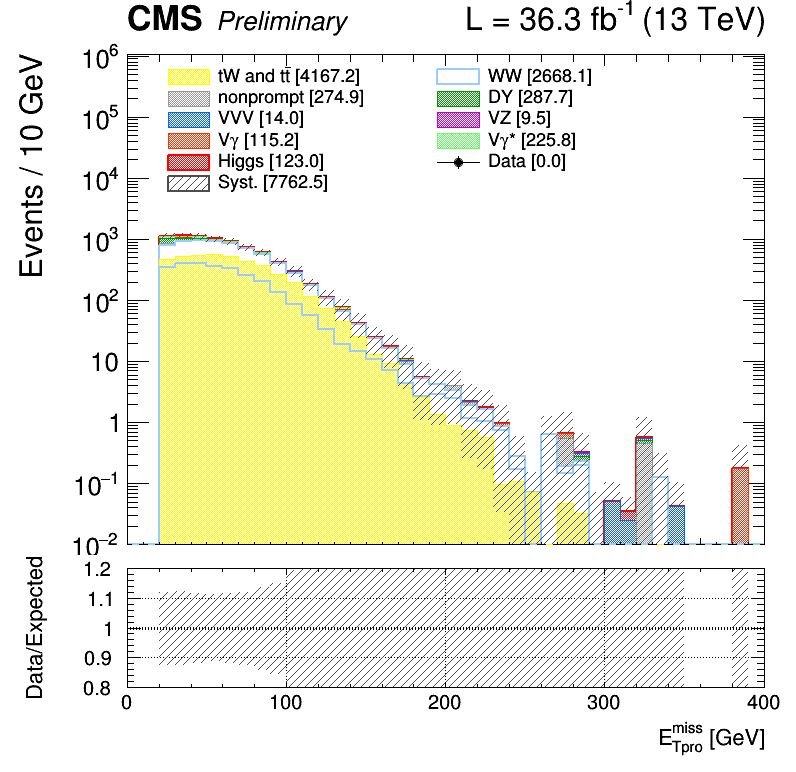 CMS Preliminary L = 36.3 fb⁻¹ (13 TeV)
Events / 10 GeV
10⁶
10⁵
10⁴
10³
10²
10
1
10⁻¹
10⁻²
tW and tt̅ [4167.2]
nonprompt [274.9]
VVV [14.0]
Vγ [115.2]
Higgs [123.0]
Syst. [7762.5]
WW [2668.1]
DY [287.7]
VZ [9.5]
Vγ* [225.8]
Data [0.0]
Data/Expected
1.2
1.1
1
0.9
0.8
0 100 200 300 400
E_Tpro^miss [GeV]